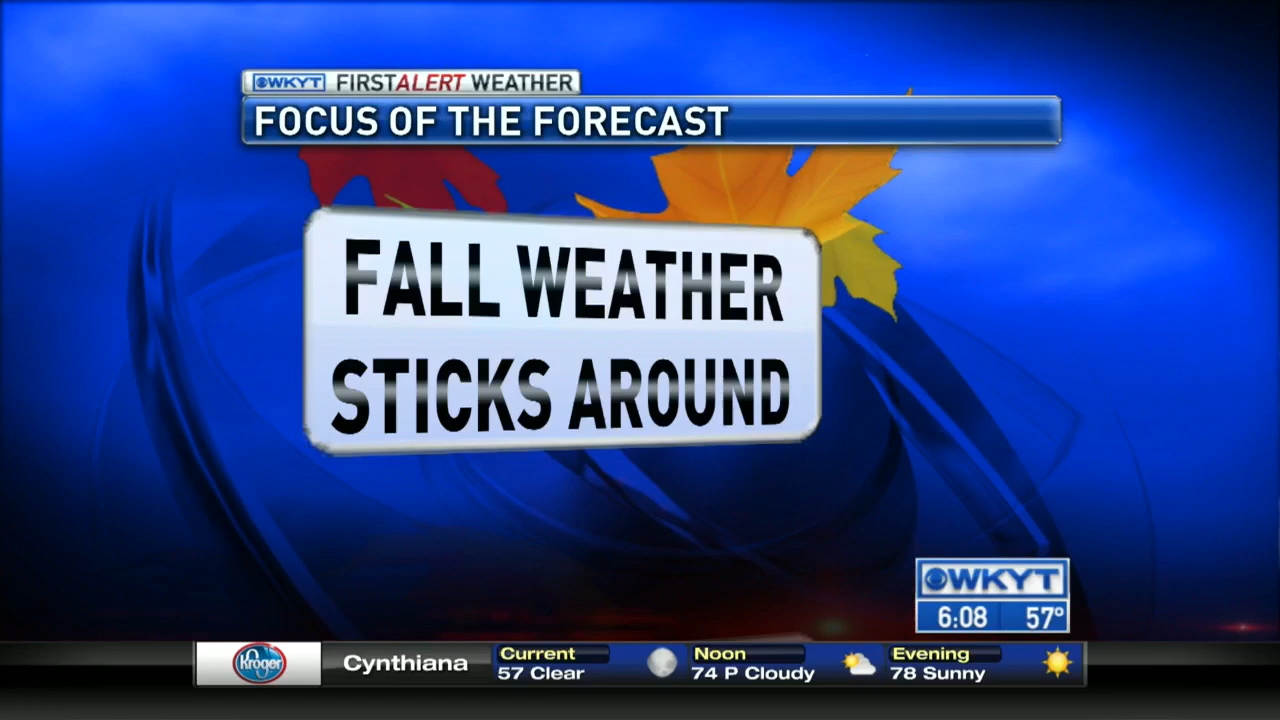 WKYT FIRSTALERT WEATHER
FOCUS OF THE FORECAST
FALL WEATHER
STICKS AROUND
WKYT
6:08 57°
Kroger Cynthiana
Current
57 Clear
Noon
74 P Cloudy
Evening
78 Sunny